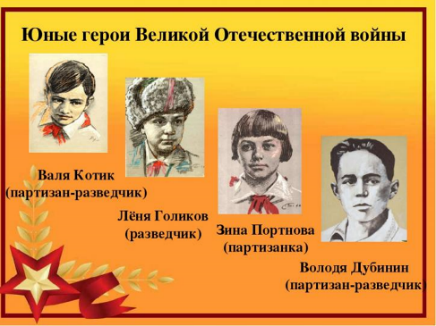 Юные герои Великой Отечественной войны
Валя Котик
(партизан-разведчик)
Лёня Голиков
(разведчик)
Зина Портнова
(партизанка)
Володя Дубинин
(партизан-разведчик